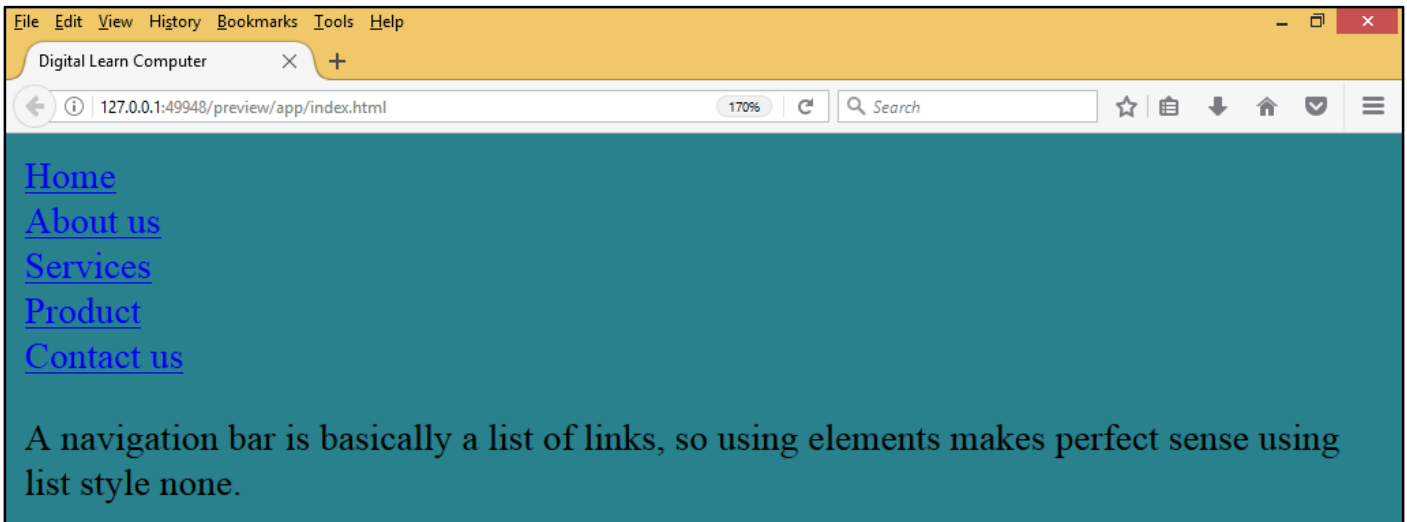 File Edit View History Bookmarks Tools Help
Digital Learn Computer
127.0.0.1:49948/preview/app/index.html 170% Search
Home
About us
Services
Product
Contact us
A navigation bar is basically a list of links, so using elements makes perfect sense using
list style none.